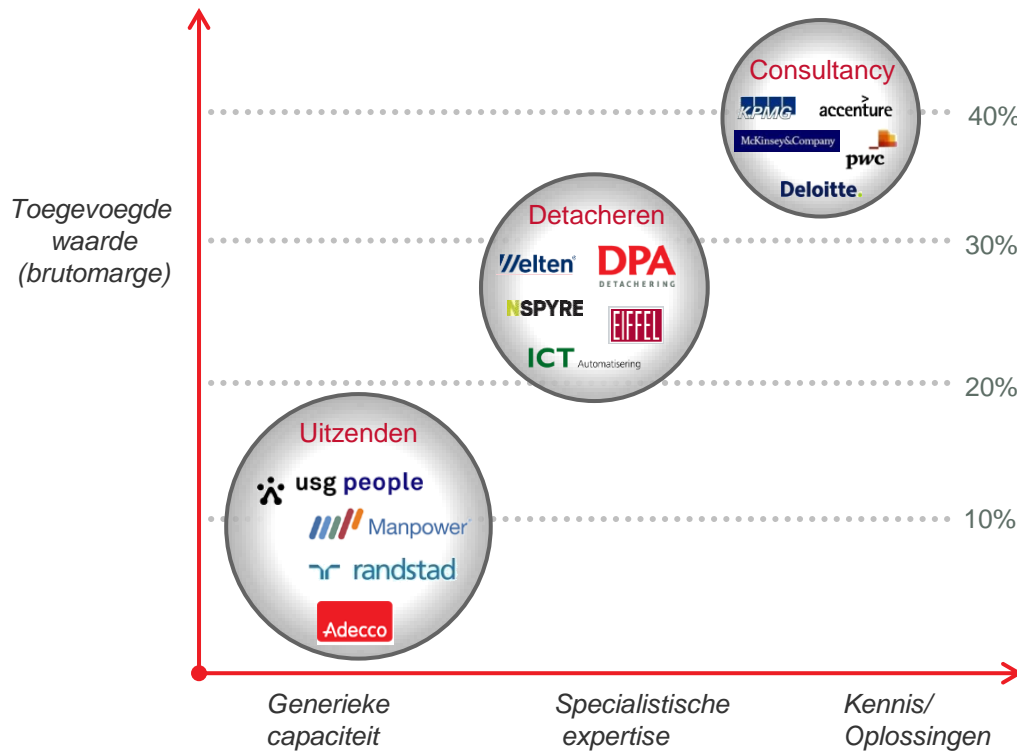 Consultancy
KPMG
accenture
McKinsey&Company
pwc
Deloitte.
40%
Toegevoegde
waarde
(brutomarge)
Detacheren
Welten
DPA
DETACHERING
NSPYRE
EIFFEL
ICT Automatisering
30%
20%
Uitzenden
usg people
Manpower
randstad
Adecco
10%
Generieke
capaciteit
Specialistische
expertise
Kennis/
Oplossingen